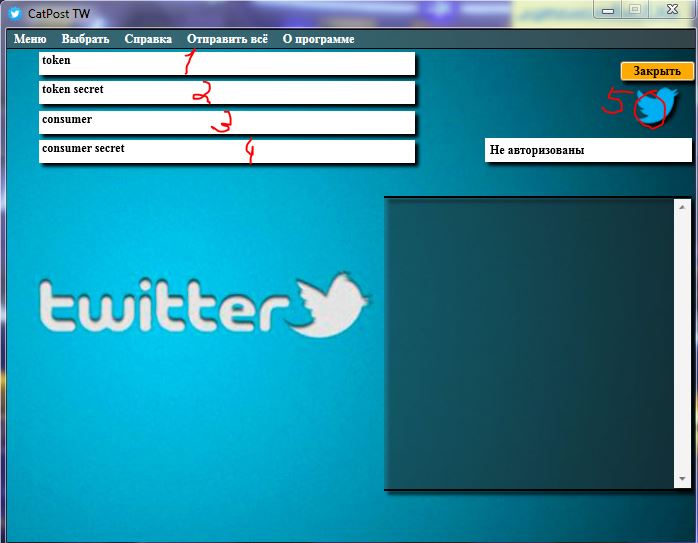 CatPost TW
Меню Выбрать Справка Отправить всё О программе
token 1
token secret 2
consumer 3
consumer secret 4
Закрыть
5
Не авторизованы
twitter